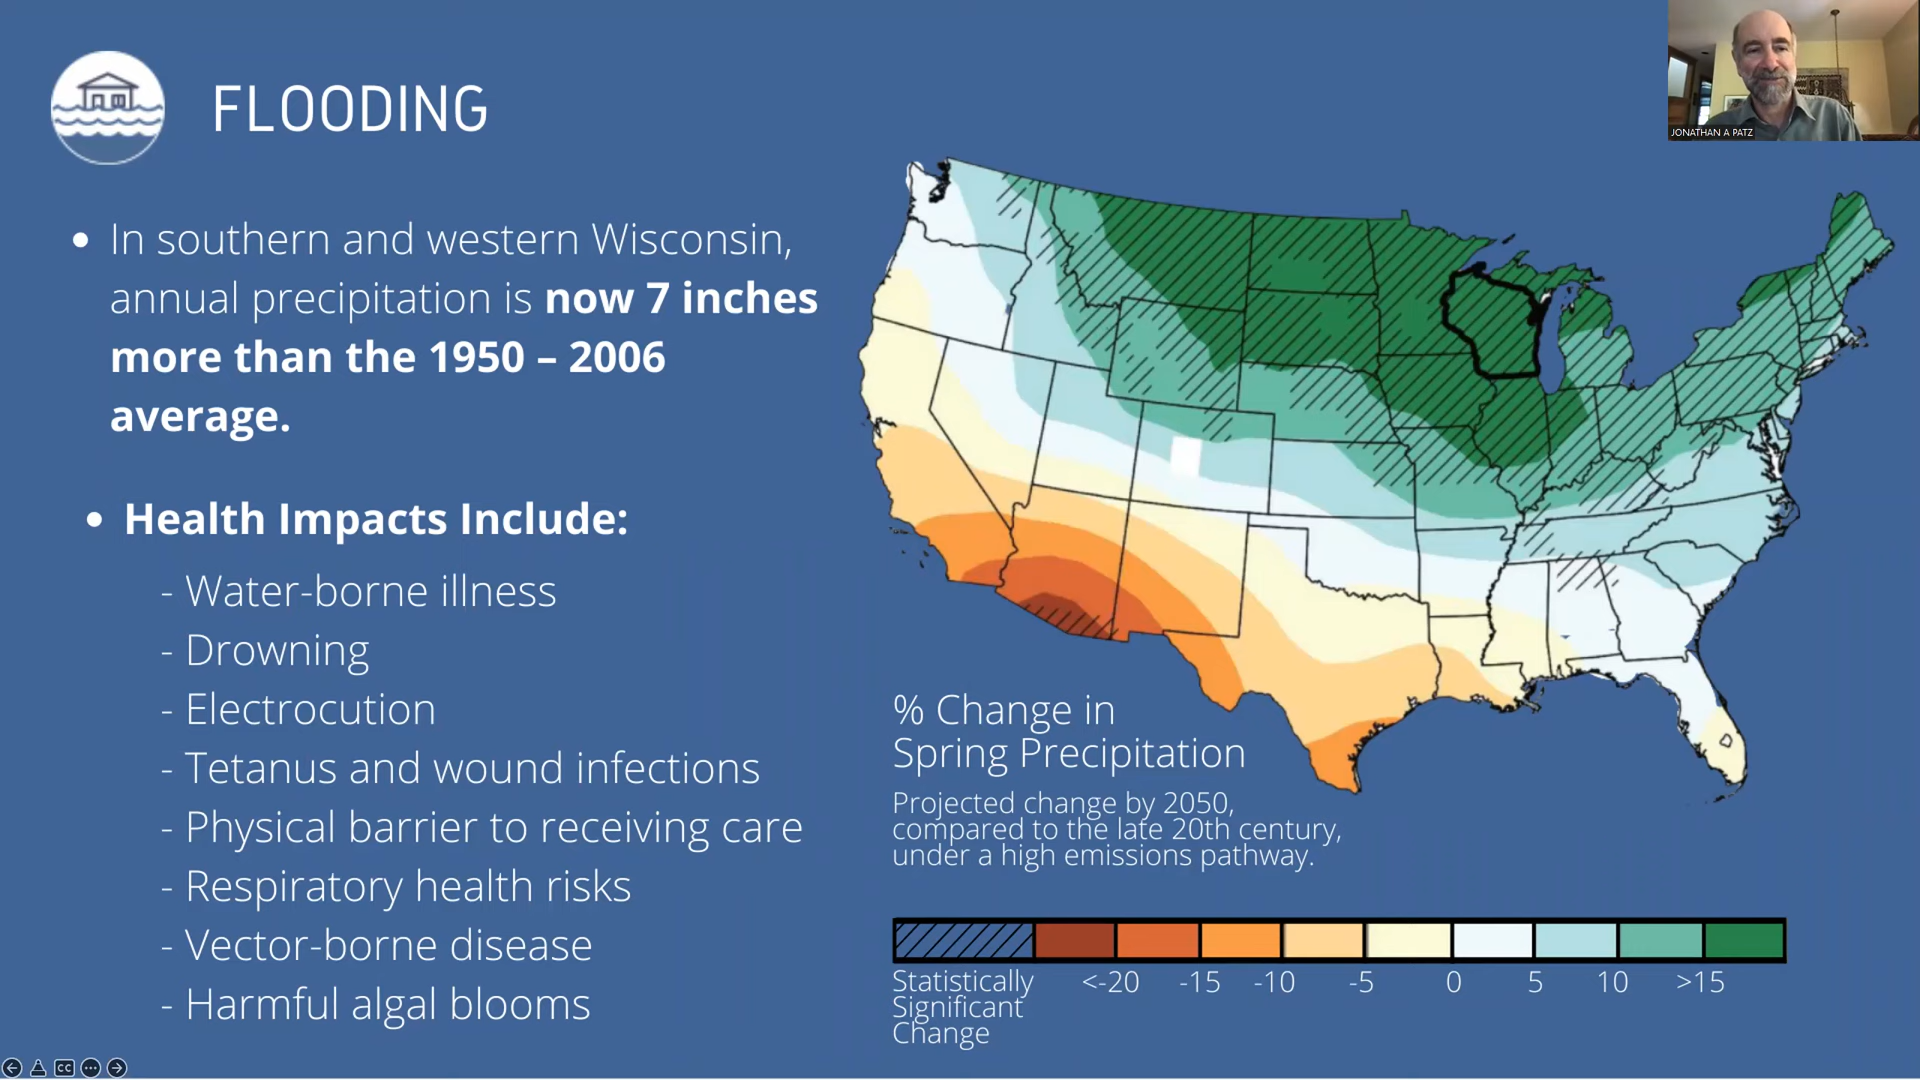 JONATHAN A PATZ
FLOODING
• In southern and western Wisconsin,
annual precipitation is now 7 inches
more than the 1950 – 2006
average.
• Health Impacts Include:
- Water-borne illness
- Drowning
- Electrocution
- Tetanus and wound infections
- Physical barrier to receiving care
- Respiratory health risks
- Vector-borne disease
- Harmful algal blooms
% Change in
Spring Precipitation
Projected change by 2050,
compared to the late 20th century,
under a high emissions pathway.
Statistically
Significant
Change
<-20 -15 -10 -5 0 5 10 >15
CC